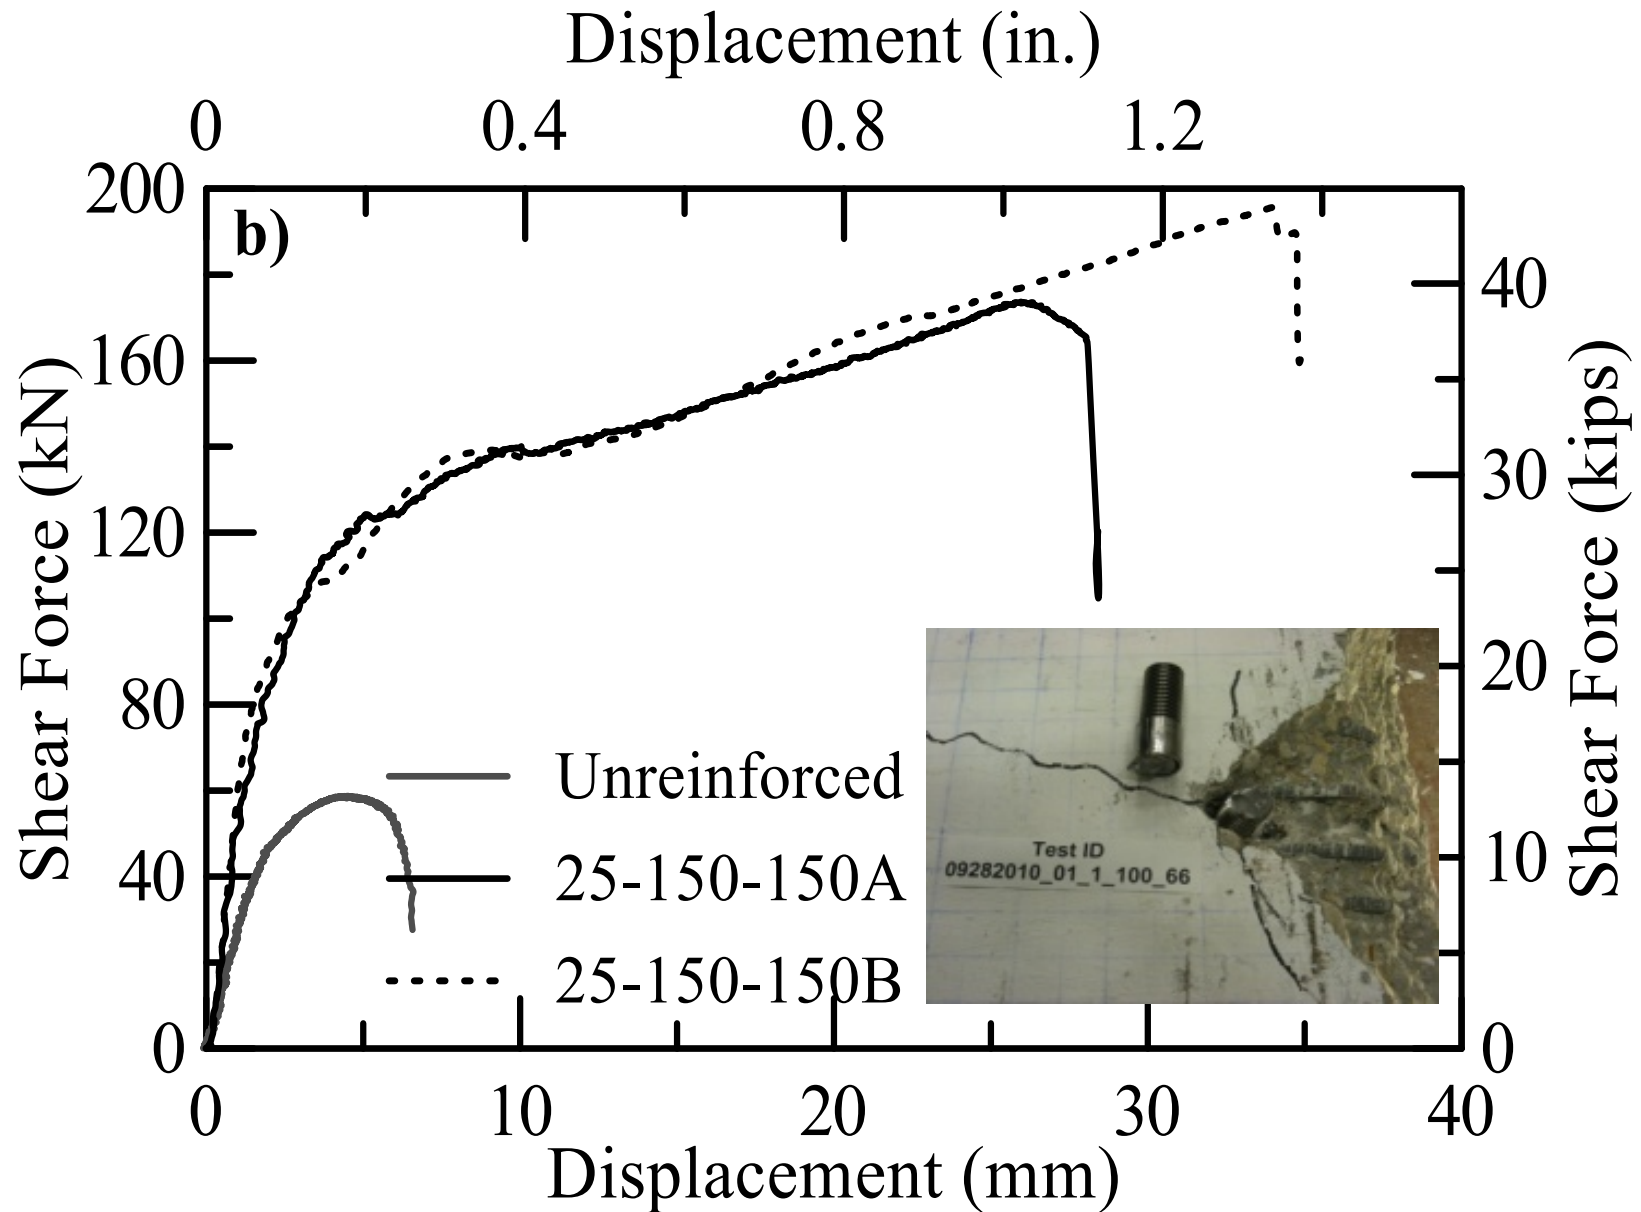 Displacement (in.)
0 0.4 0.8 1.2
b)
200
160
120
80
40
0
Shear Force (kN)
40
30
20
10
0
Shear Force (kips)
Unreinforced
25-150-150A
25-150-150B
Test ID
09282010_01_1_100_66
0 10 20 30 40
Displacement (mm)